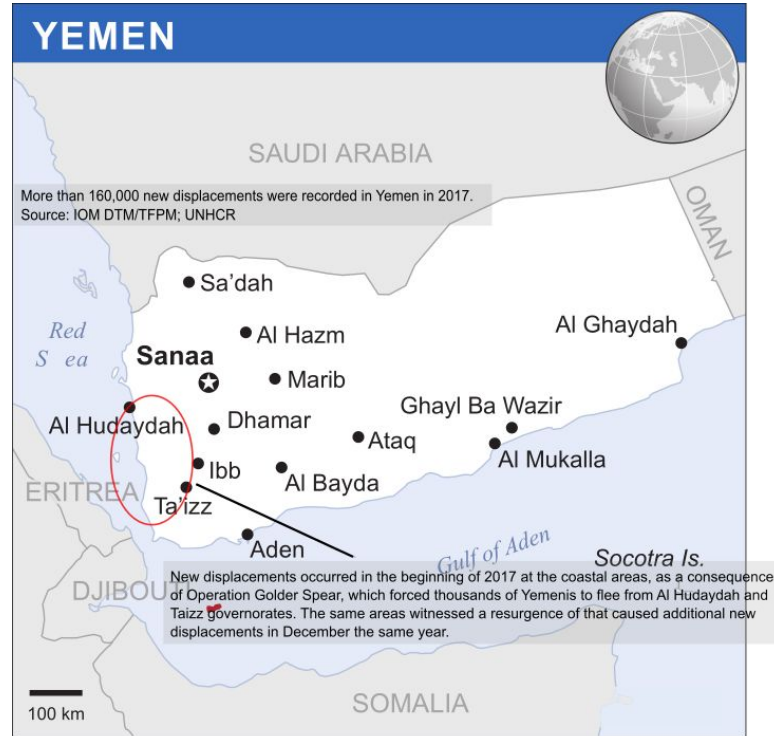 YEMEN
SAUDI ARABIA
More than 160,000 new displacements were recorded in Yemen in 2017.
Source: IOM DTM/TFPM; UNHCR
OMAN
Sa'dah
Red
Sea
Al Hazm
Al Ghaydah
Sanaa
Marib
Ghayl Ba Wazir
Al Hudaydah
Dhamar
Ataq
Al Mukalla
Ibb
Al Bayda
ERITREA
Ta'izz
Aden
Gulf of Aden
Socotra Is.
DJIBOUTI
New displacements occurred in the beginning of 2017 at the coastal areas, as a consequence
of Operation Golder Spear, which forced thousands of Yemenis to flee from Al Hudaydah and
Taizz governorates. The same areas witnessed a resurgence of that caused additional new
displacements in December the same year.
SOMALIA
100 km